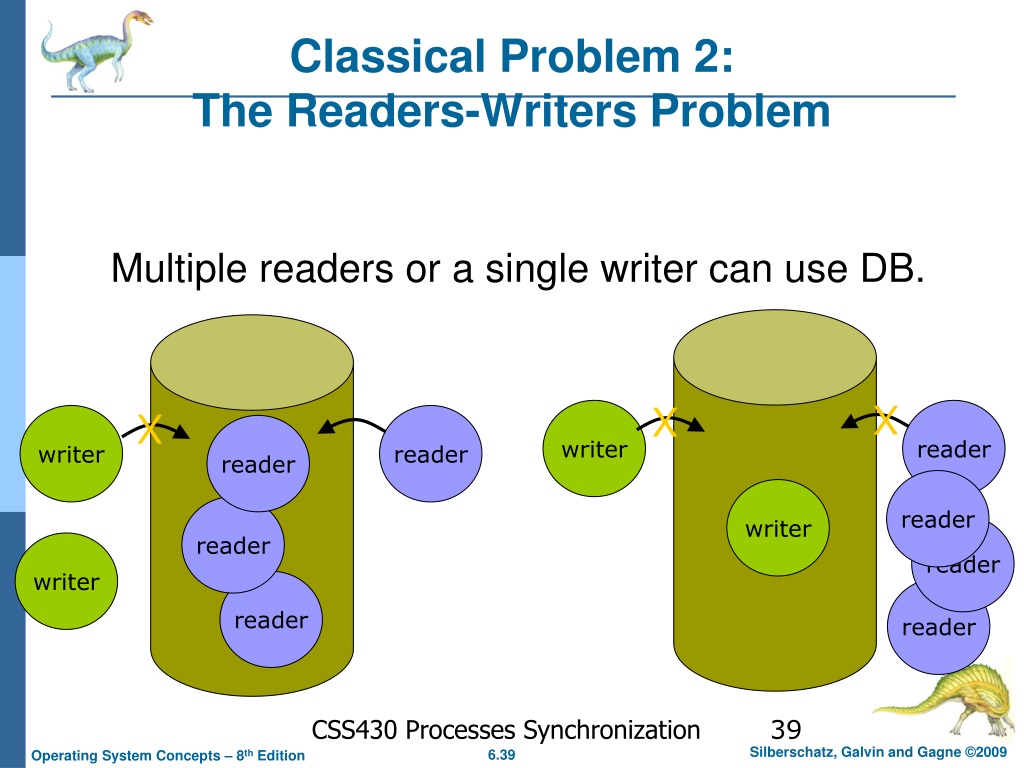 Classical Problem 2:
The Readers-Writers Problem
Multiple readers or a single writer can use DB.
writer
X
reader
reader
reader
reader
writer
writer
X
X
reader
writer
reader
reader
reader
CSS430 Processes Synchronization 39
Operating System Concepts – 8th Edition
6.39
Silberschatz, Galvin and Gagne ©2009